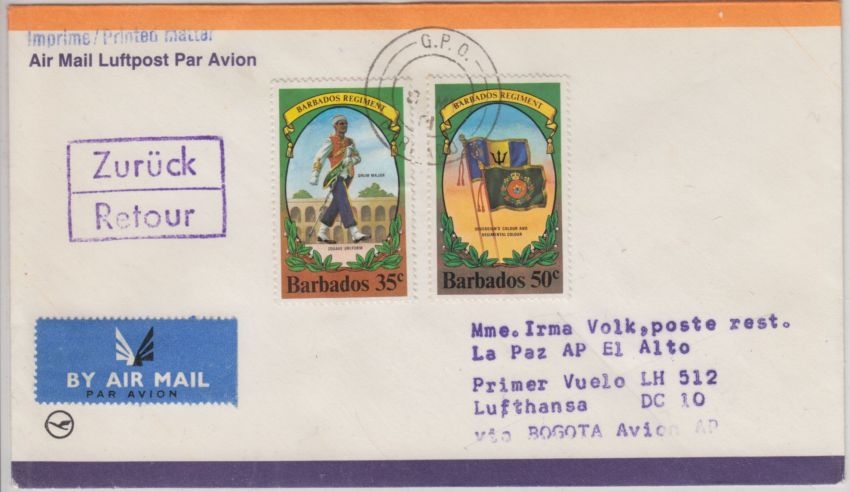 Imprime/Printed matter
Air Mail Luftpost Par Avion
G.P.O.
Zurück
Retour
BARBADOS REGIMENT
DRUM MAJOR
ZOUAVE UNIFORM
Barbados 35c
BARBADOS REGIMENT
SOVEREIGN'S COLOUR AND
REGIMENTAL COLOUR
Barbados 50c
BY AIR MAIL
PAR AVION
Mme.Irma Volk,poste rest.
La Paz AP El Alto
Primer Vuelo LH 512
Lufthansa DC 10
via BOGOTA Avion AP